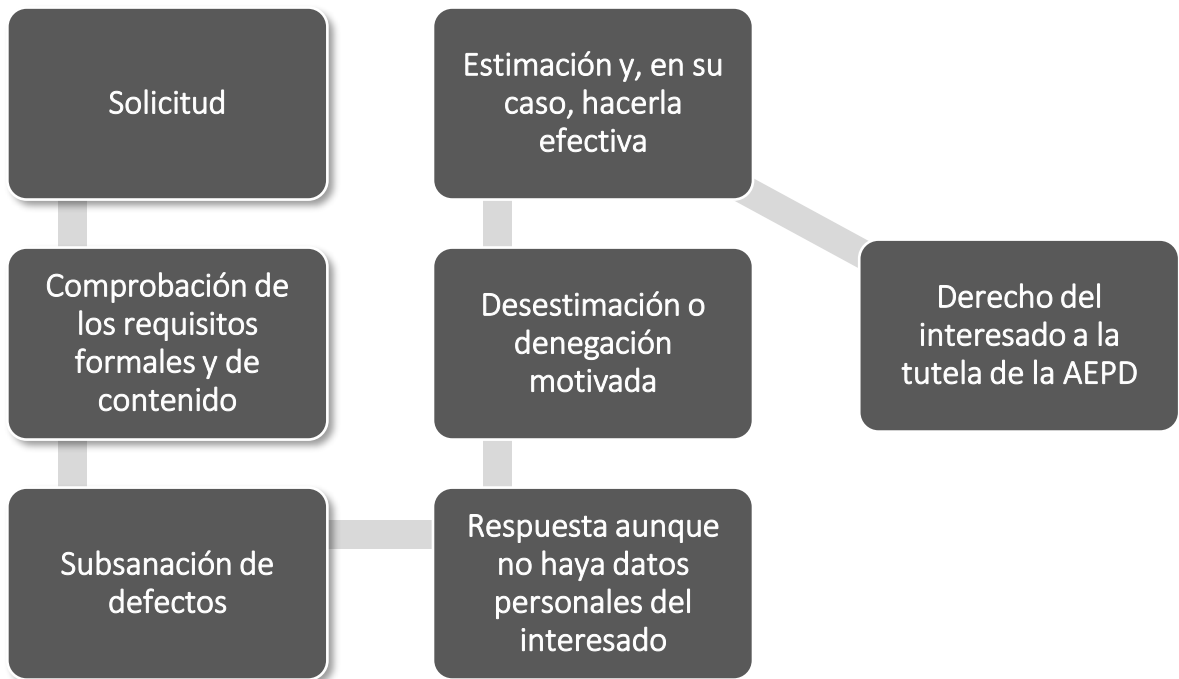 Solicitud
Comprobación de
los requisitos
formales y de
contenido
Subsanación de
defectos
Respuesta aunque
no haya datos
personales del
interesado
Desestimación o
denegación
motivada
Estimación y, en su
caso, hacerla
efectiva
Derecho del
interesado a la
tutela de la AEPD